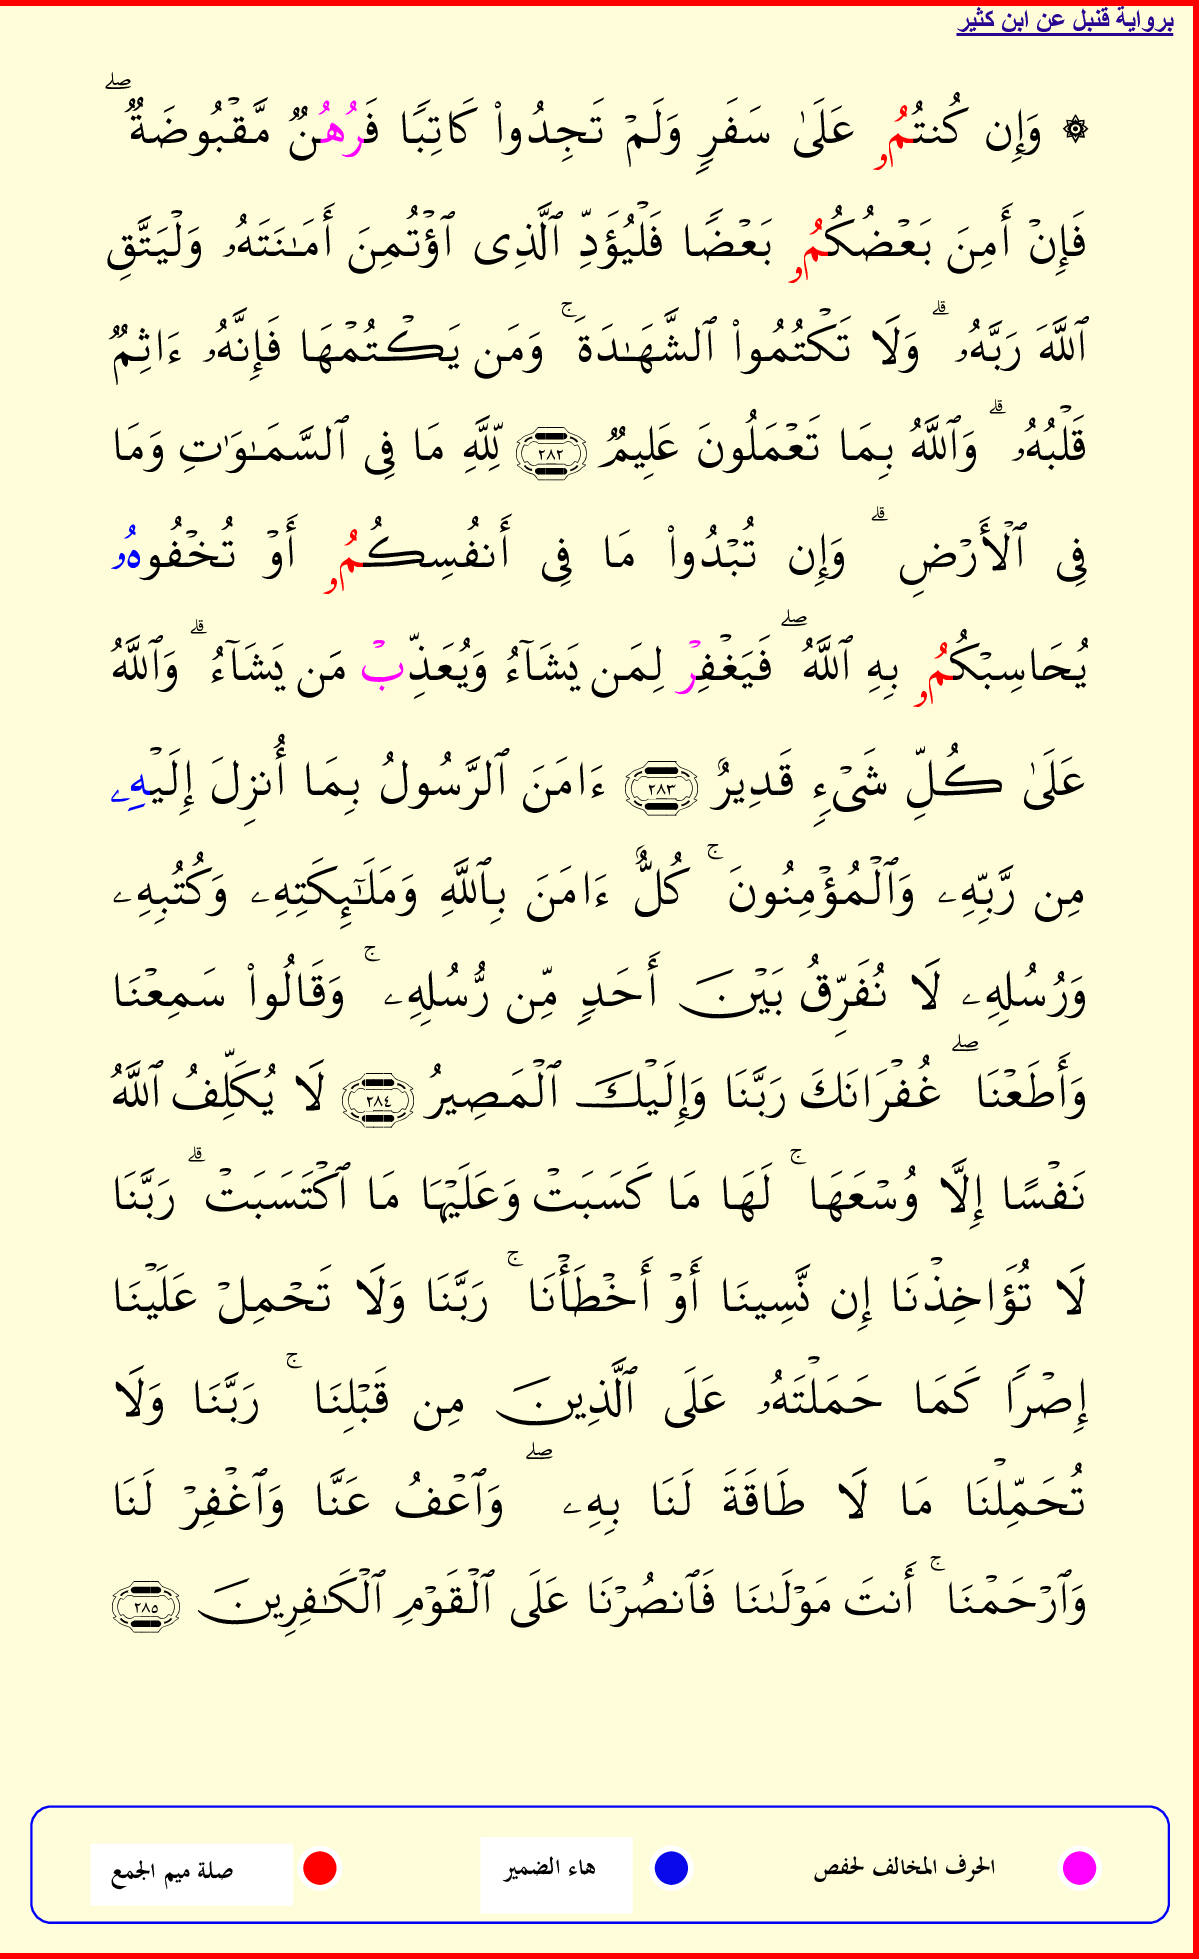 برواية قنبل عن ابن كثير
۞ وَإِن كُنتُمُۥ عَلَىٰ سَفَرٖ وَلَمۡ تَجِدُواْ كَاتِبٗا فَرُهُنٞ مَّقۡبُوضَةٞۖ
فَإِنۡ أَمِنَ بَعۡضُكُمُۥ بَعۡضٗا فَلۡيُؤَدِّ ٱلَّذِى ٱؤۡتُمِنَ أَمَٰنَتَهُۥ وَلۡيَتَّقِ
ٱللَّهَ رَبَّهُۥۗ وَلَا تَكۡتُمُواْ ٱلشَّهَٰدَةَۚ وَمَن يَكۡتُمۡهَا فَإِنَّهُۥ ءَاثِمٞ
قَلۡبُهُۥۗ وَٱللَّهُ بِمَا تَعۡمَلُونَ عَلِيمٞ ٢٨٢ لِّلَّهِ مَا فِى ٱلسَّمَٰوَٰتِ وَمَا
فِى ٱلۡأَرۡضِۗ وَإِن تُبۡدُواْ مَا فِى أَنفُسِكُمُۥ أَوۡ تُخۡفُوهُۥ
يُحَاسِبۡكُمُۥ بِهِ ٱللَّهُۖ فَيَغۡفِرۡ لِمَن يَشَآءُ وَيُعَذِّبۡ مَن يَشَآءُۗ وَٱللَّهُ
عَلَىٰ كُلِّ شَىۡءٖ قَدِيرٌ ٢٨٣ ءَامَنَ ٱلرَّسُولُ بِمَا أُنزِلَ إِلَيۡهِۦ
مِن رَّبِّهِۦ وَٱلۡمُؤۡمِنُونَۚ كُلٌّ ءَامَنَ بِٱللَّهِ وَمَلَٰٓئِكَتِهِۦ وَكُتُبِهِۦ
وَرُسُلِهِۦ لَا نُفَرِّقُ بَيۡنَ أَحَدٖ مِّن رُّسُلِهِۦۚ وَقَالُواْ سَمِعۡنَا
وَأَطَعۡنَاۖ غُفۡرَانَكَ رَبَّنَا وَإِلَيۡكَ ٱلۡمَصِيرُ ٢٨٤ لَا يُكَلِّفُ ٱللَّهُ
نَفۡسًا إِلَّا وُسۡعَهَاۚ لَهَا مَا كَسَبَتۡ وَعَلَيۡهَا مَا ٱكۡتَسَبَتۡۗ رَبَّنَا
لَا تُؤَاخِذۡنَا إِن نَّسِينَا أَوۡ أَخۡطَأۡنَاۚ رَبَّنَا وَلَا تَحۡمِلۡ عَلَيۡنَا
إِصۡرٗا كَمَا حَمَلۡتَهُۥ عَلَى ٱلَّذِينَ مِن قَبۡلِنَاۚ رَبَّنَا وَلَا
تُحَمِّلۡنَا مَا لَا طَاقَةَ لَنَا بِهِۦۖ وَٱعۡفُ عَنَّا وَٱغۡفِرۡ لَنَا
وَٱرۡحَمۡنَاۚ أَنتَ مَوۡلَىٰنَا فَٱنصُرۡنَا عَلَى ٱلۡقَوۡمِ ٱلۡكَٰفِرِينَ ٢٨٥
الحرف المخالف لحفص هاء الضمير صلة ميم الجمع